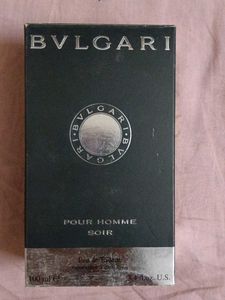 BVLGARI
BVLGARI · BVLGARI ·
POUR HOMME
SOIR
Eau de Toilette
100 ml ℮ 3.4 fl.oz. U.S.